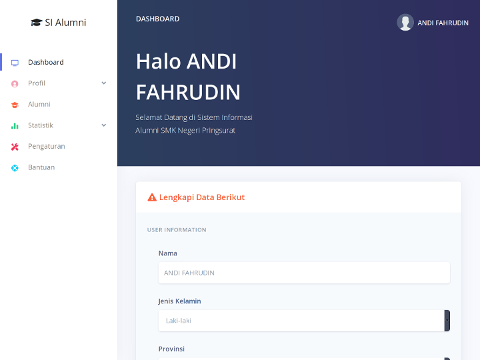 SI Alumni
DASHBOARD
ANDI FAHRUDIN
Dashboard
Profil
Alumni
Statistik
Pengaturan
Bantuan
Halo ANDI
FAHRUDIN
Selamat Datang di Sistem Informasi
Alumni SMK Negeri Pringsurat
Lengkapi Data Berikut
USER INFORMATION
Nama
ANDI FAHRUDIN
Jenis Kelamin
Laki-laki
Provinsi